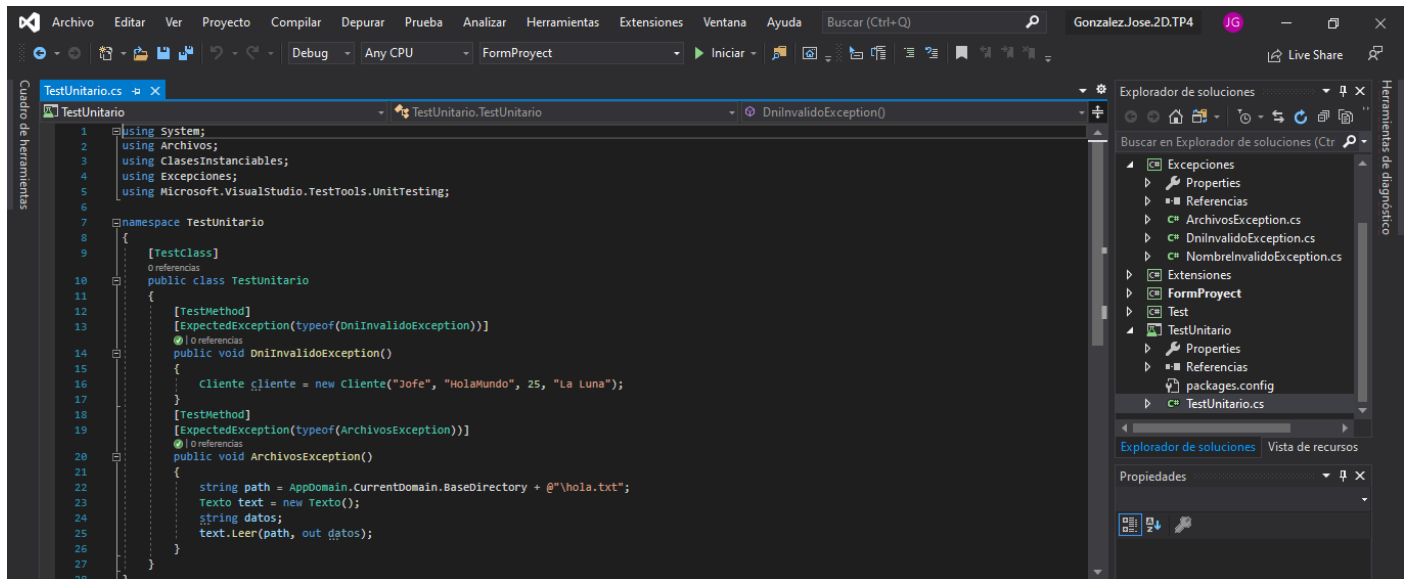 Archivo Editar Ver Proyecto Compilar Depurar Prueba Analizar Herramientas Extensiones Ventana Ayuda Buscar (Ctrl+Q) Gonzalez.Jose.2D.TP4 JG
Debug Any CPU FormProyect Iniciar Live Share
Cuadro de herramientas
TestUnitario.cs
TestUnitario TestUnitario.TestUnitario DniInvalidoException()
1 using System;
2 using Archivos;
3 using ClasesInstanciables;
4 using Excepciones;
5 using Microsoft.VisualStudio.TestTools.UnitTesting;
6
7 namespace TestUnitario
8 {
9 [TestClass]
0 referencias
10 public class TestUnitario
11 {
12 [TestMethod]
13 [ExpectedException(typeof(DniInvalidoException))]
| 0 referencias
14 public void DniInvalidoException()
15 {
16 Cliente cliente = new Cliente("Jofe", "HolaMundo", 25, "La Luna");
17 }
18 [TestMethod]
19 [ExpectedException(typeof(ArchivosException))]
| 0 referencias
20 public void ArchivosException()
21 {
22 string path = AppDomain.CurrentDomain.BaseDirectory + @"\hola.txt";
23 Texto text = new Texto();
24 string datos;
25 text.Leer(path, out datos);
26 }
27 }
28 }
Explorador de soluciones
Buscar en Explorador de soluciones (Ctr
C# Excepciones
Properties
Referencias
C# ArchivosException.cs
C# DniInvalidoException.cs
C# NombreInvalidoException.cs
C# Extensiones
C# FormProyect
C# Test
TestUnitario
Properties
Referencias
packages.config
C# TestUnitario.cs
Explorador de soluciones Vista de recursos
Propiedades
Herramientas de diagnóstico